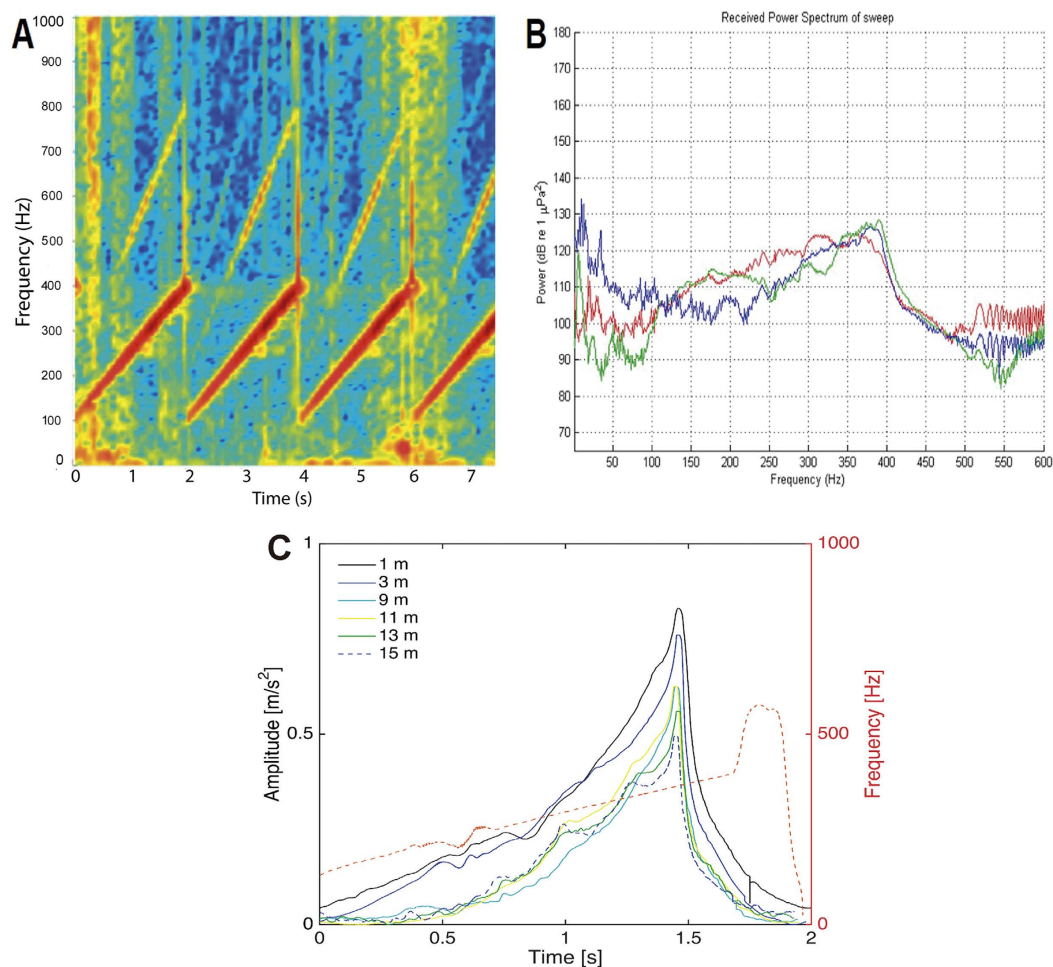 A
1000
900
800
700
600
500
400
300
200
100
0
Frequency (Hz)
0 1 2 3 4 5 6 7
Time (s)
B
Received Power Spectrum of sweep
180
170
160
150
140
130
120
110
100
90
80
70
Power (dB re 1 µPa²)
50 100 150 200 250 300 350 400 450 500 550 600
Frequency (Hz)
C
1 m
3 m
9 m
11 m
13 m
15 m
1
0.5
0
Amplitude [m/s²]
1000
500
0
Frequency [Hz]
0 0.5 1 1.5 2
Time [s]